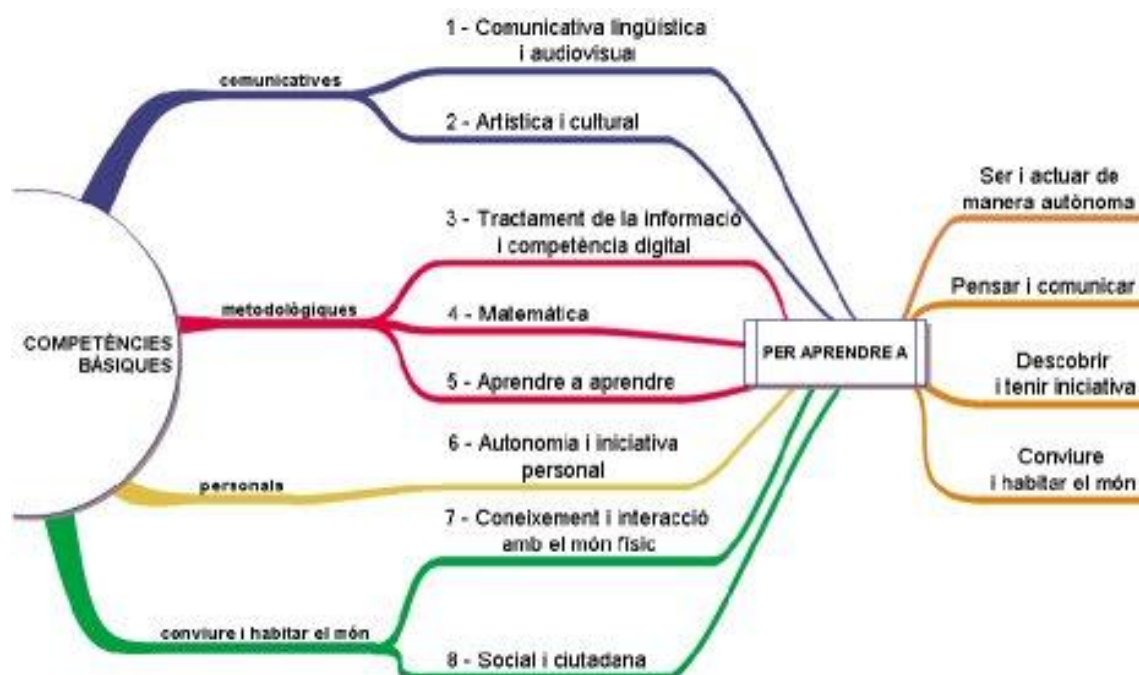 COMPETÈNCIES
BÀSIQUES
comunicatives
1 - Comunicativa lingüística
i audiovisual
2 - Artística i cultural
metodològiques
3 - Tractament de la informació
i competència digital
4 - Matemàtica
5 - Aprendre a aprendre
personals
6 - Autonomia i iniciativa
personal
conviure i habitar el món
7 - Coneixement i interacció
amb el món físic
8 - Social i ciutadana
PER APRENDRE A
Ser i actuar de
manera autònoma
Pensar i comunicar
Descobrir
i tenir iniciativa
Conviure
i habitar el món